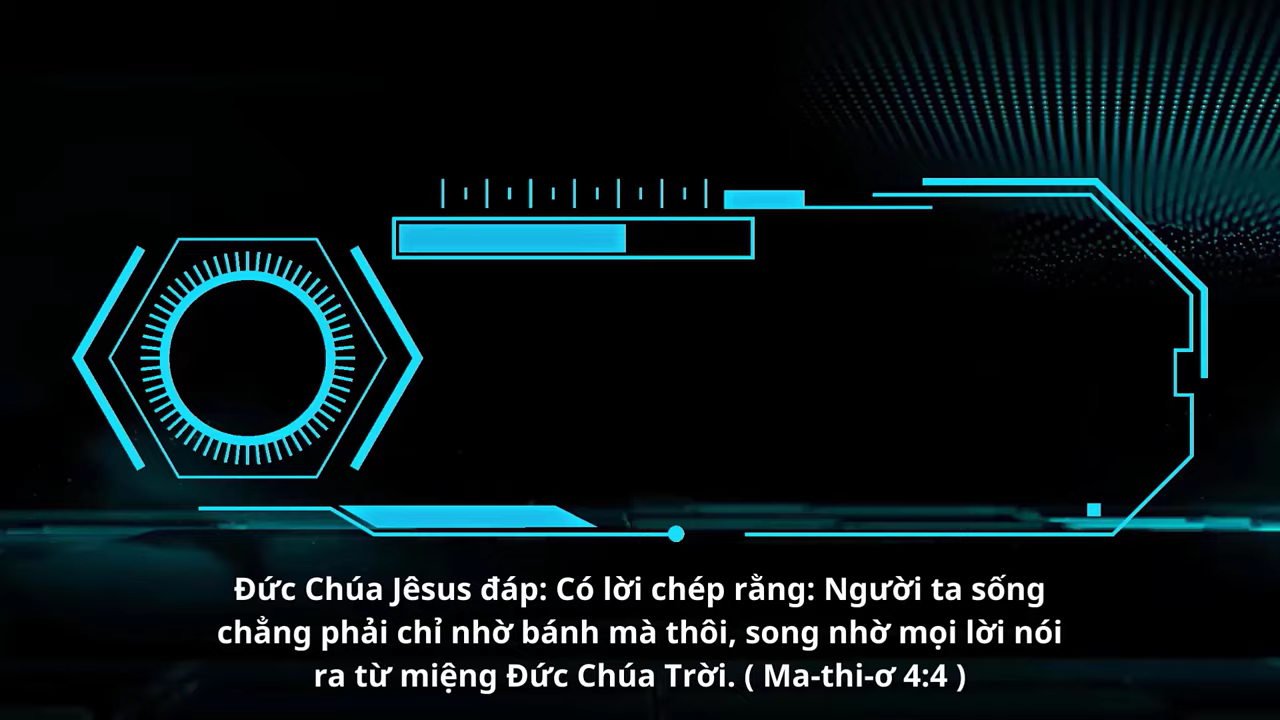 Đức Chúa Jêsus đáp: Có lời chép rằng: Người ta sống
chẳng phải chỉ nhờ bánh mà thôi, song nhờ mọi lời nói
ra từ miệng Đức Chúa Trời. ( Ma-thi-ơ 4:4 )